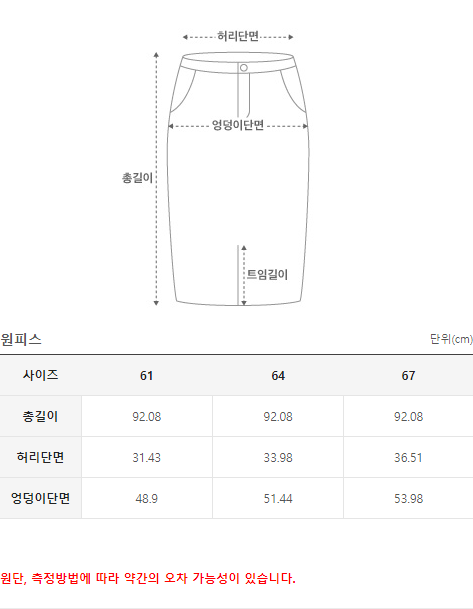 허리단면
엉덩이단면
총길이
트임길이
원피스 단위(cm)
사이즈 61 64 67
총길이 92.08 92.08 92.08
허리단면 31.43 33.98 36.51
엉덩이단면 48.9 51.44 53.98
원단, 측정방법에 따라 약간의 오차 가능성이 있습니다.